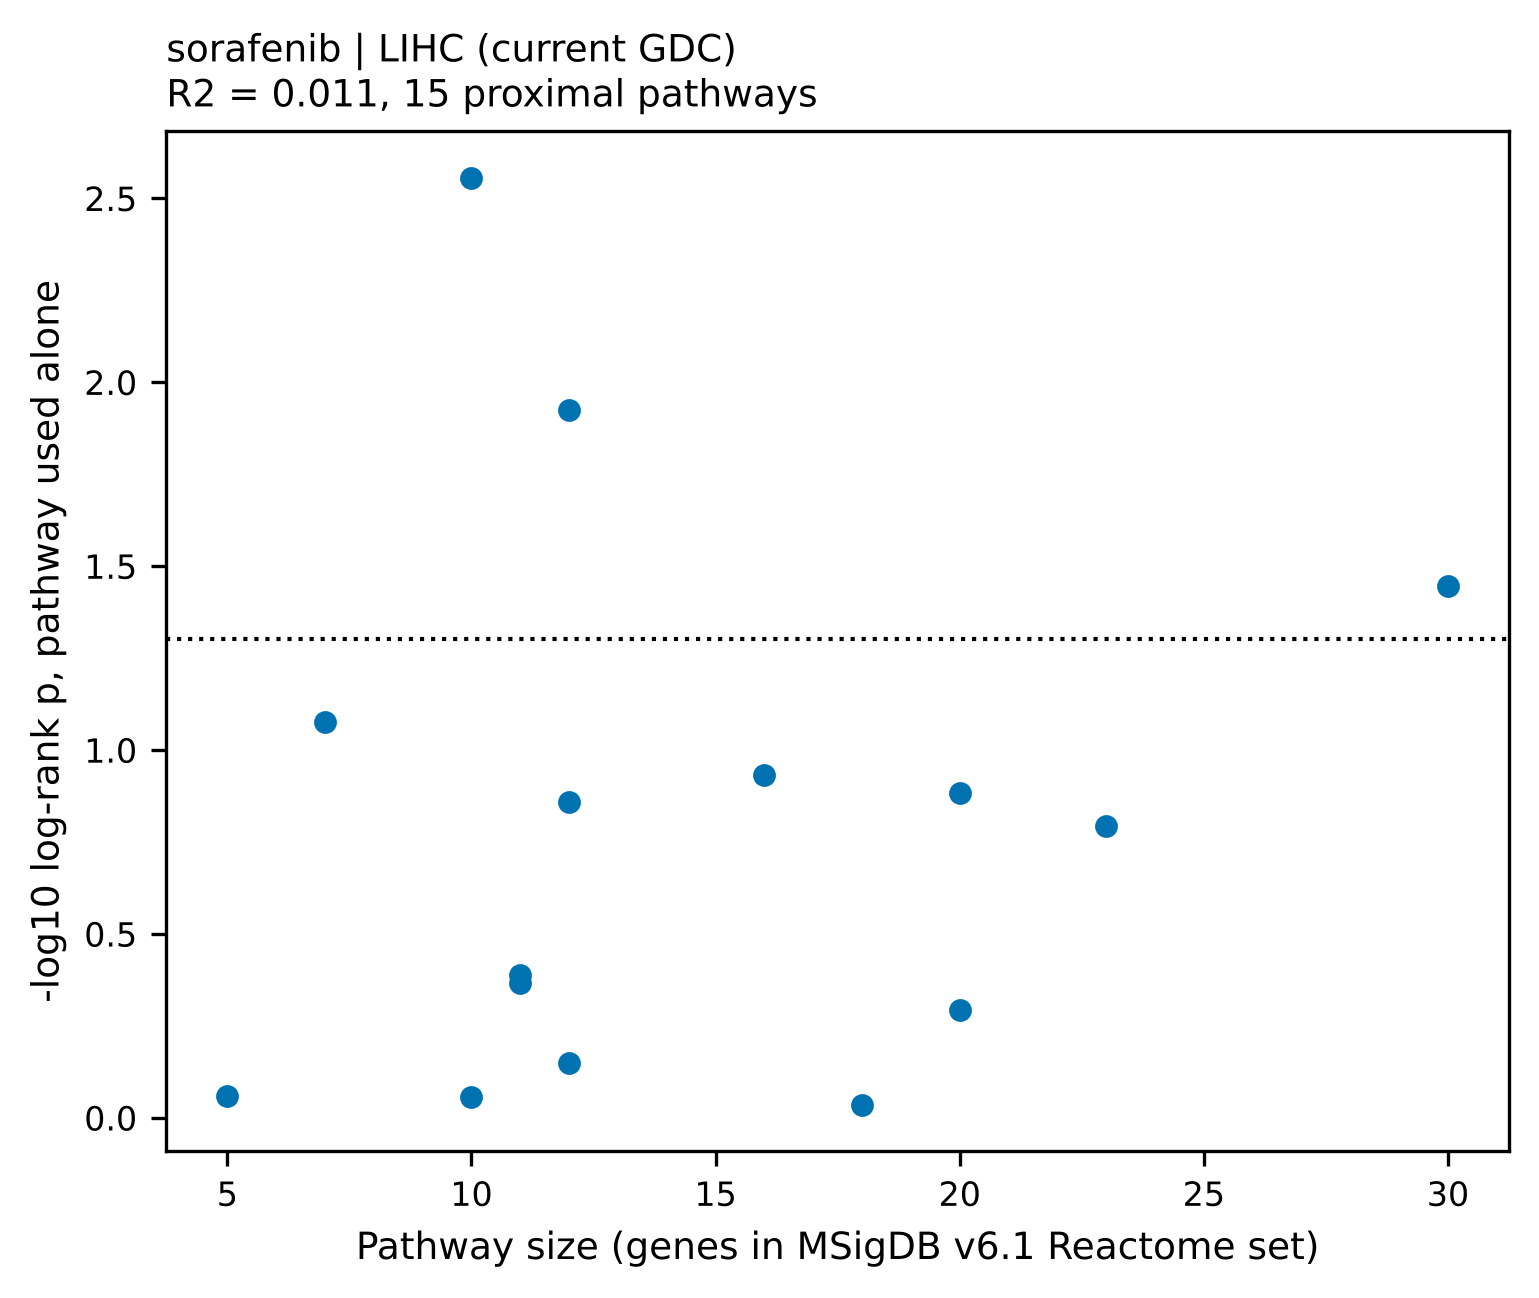 sorafenib | LIHC (current GDC)
R2 = 0.011, 15 proximal pathways
-log10 log-rank p, pathway used alone
2.5
2.0
1.5
1.0
0.5
0.0
5 10 15 20 25 30
Pathway size (genes in MSigDB v6.1 Reactome set)